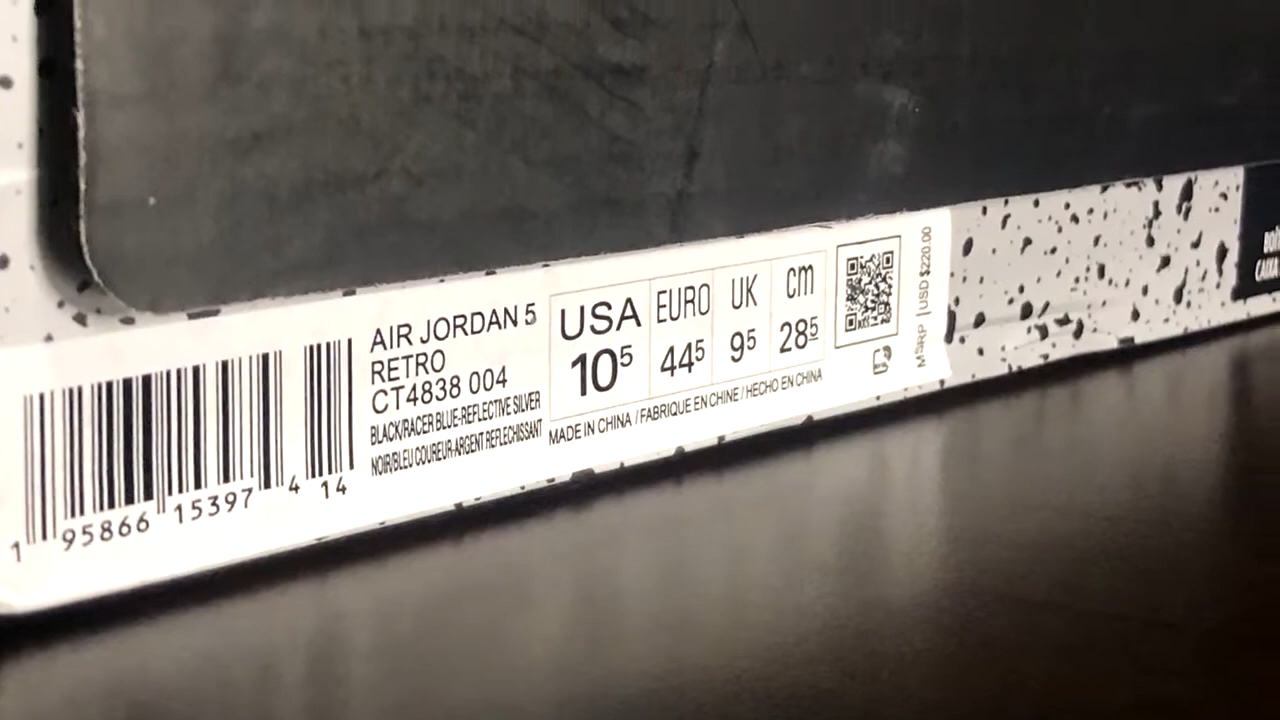 AIR JORDAN 5
RETRO
CT4838 004
BLACK/RACER BLUE-REFLECTIVE SILVER
NOIR/BLEU COUREUR-ARGENT REFLECHISSANT
USA EURO UK cm
10⁵ 44⁵ 9⁵ 28⁵
MADE IN CHINA / FABRIQUE EN CHINE / HECHO EN CHINA
MSRP | USD $220.00
1 95866 15397 4 14
CAIXA